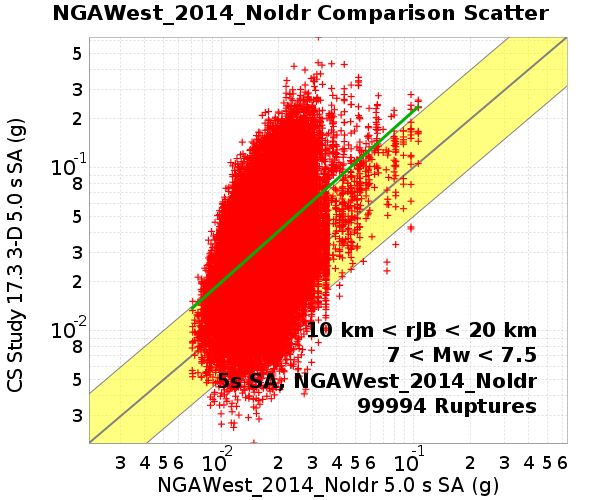 NGAWest_2014_NoIdr Comparison Scatter
CS Study 17.3 3-D 5.0 s SA (g)
5
3
2
10-1
8
5
3
2
10-2
8
5
3
10 km < rJB < 20 km
7 < Mw < 7.5
5s SA, NGAWest_2014_NoIdr
99994 Ruptures
3 4 5 6 10-2 2 3 4 5 6 10-1 2 3 4 5 6
NGAWest_2014_NoIdr 5.0 s SA (g)